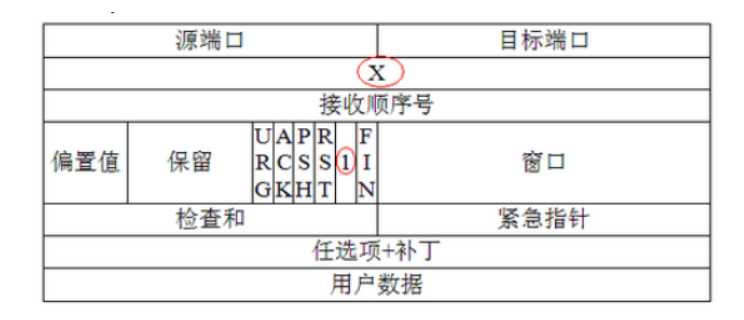 源端口 目标端口
X
接收顺序号
偏置值 保留 URG ACK PSH RST 1 FIN 窗口
检查和 紧急指针
任选项+补丁
用户数据